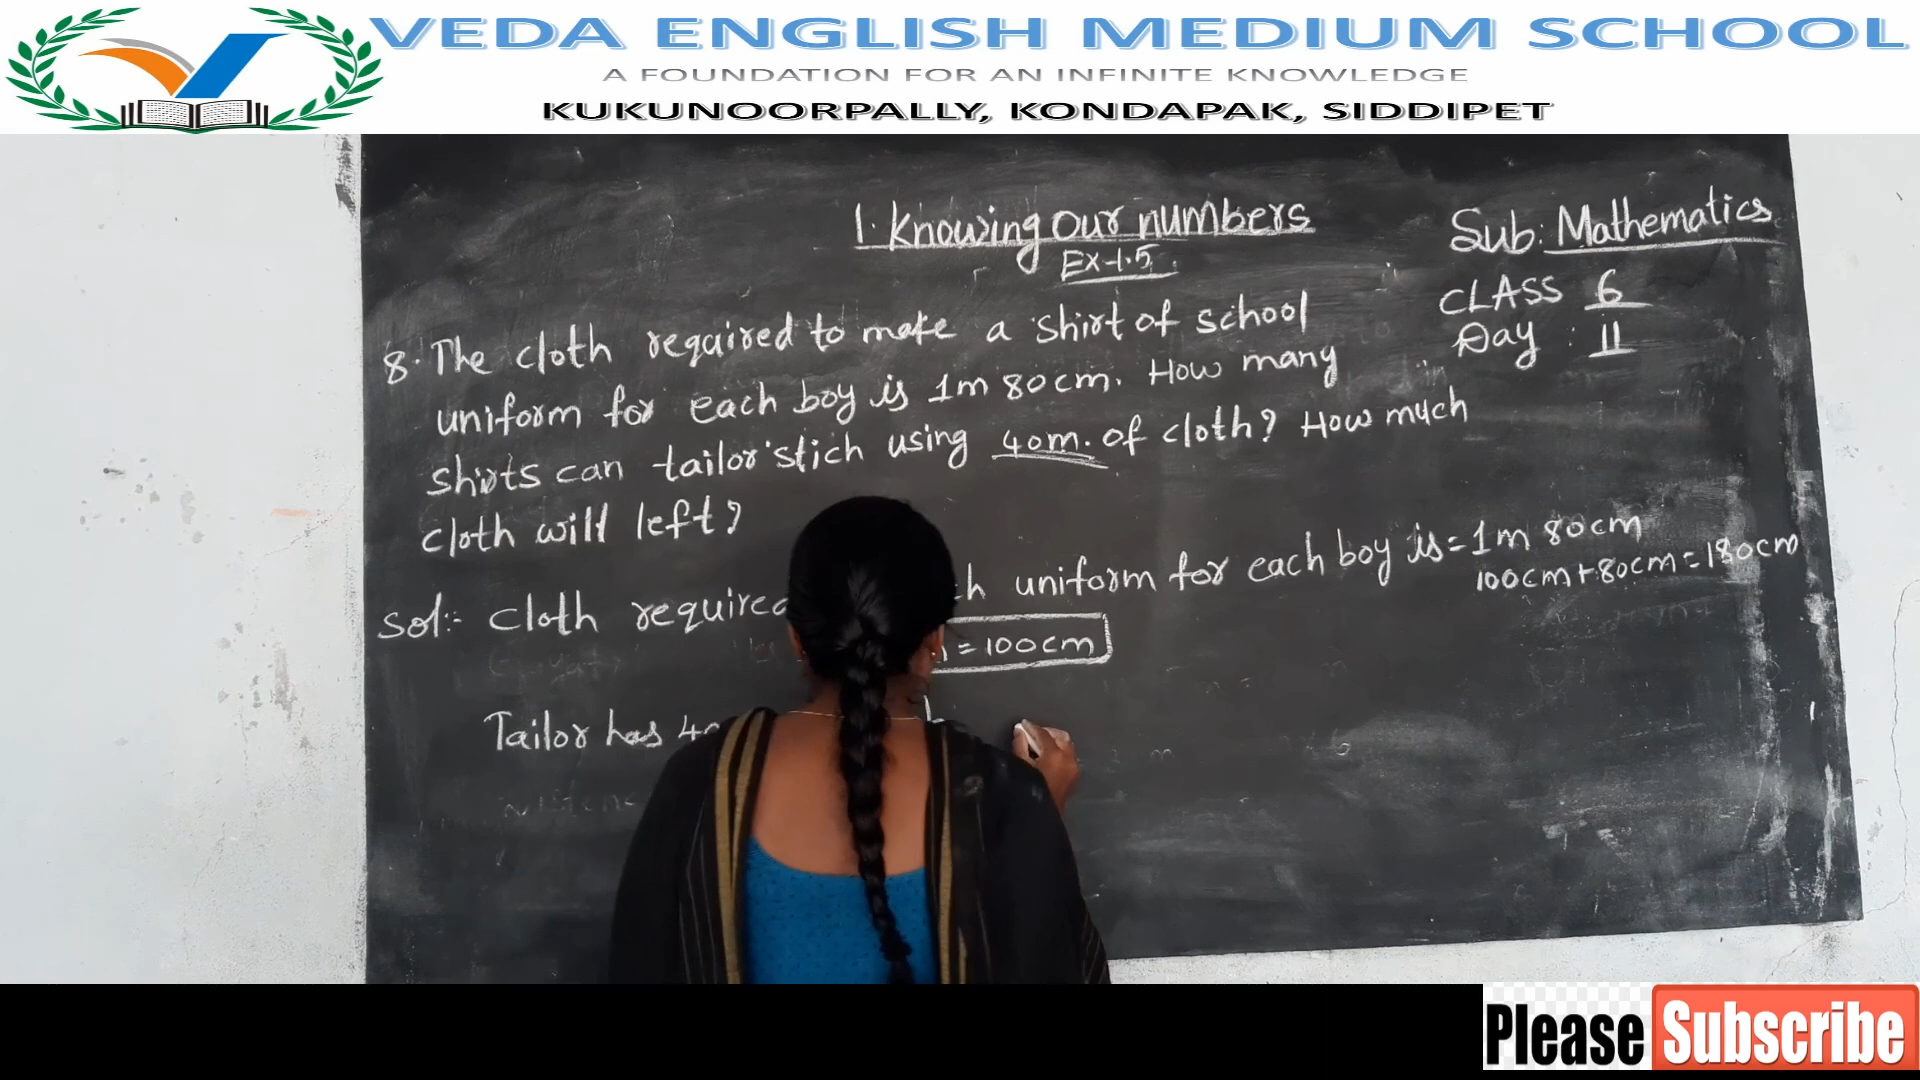 VEDA ENGLISH MEDIUM SCHOOL
A FOUNDATION FOR AN INFINITE KNOWLEDGE
KUKUNOORPALLY, KONDAPAK, SIDDIPET
1. Knowing Our numbers
Ex-1.5
Sub: Mathematics
CLASS 6
Day : 11
8. The cloth required to make a shirt of school
uniform for each boy is 1m 80cm. How many
shirts can tailor stich using 40m. of cloth? How much
cloth will left?
Sol:- Cloth uniform for each boy is = 1m 80cm
100cm + 80cm = 180cm
= 100cm
Tailor has
Please Subscribe